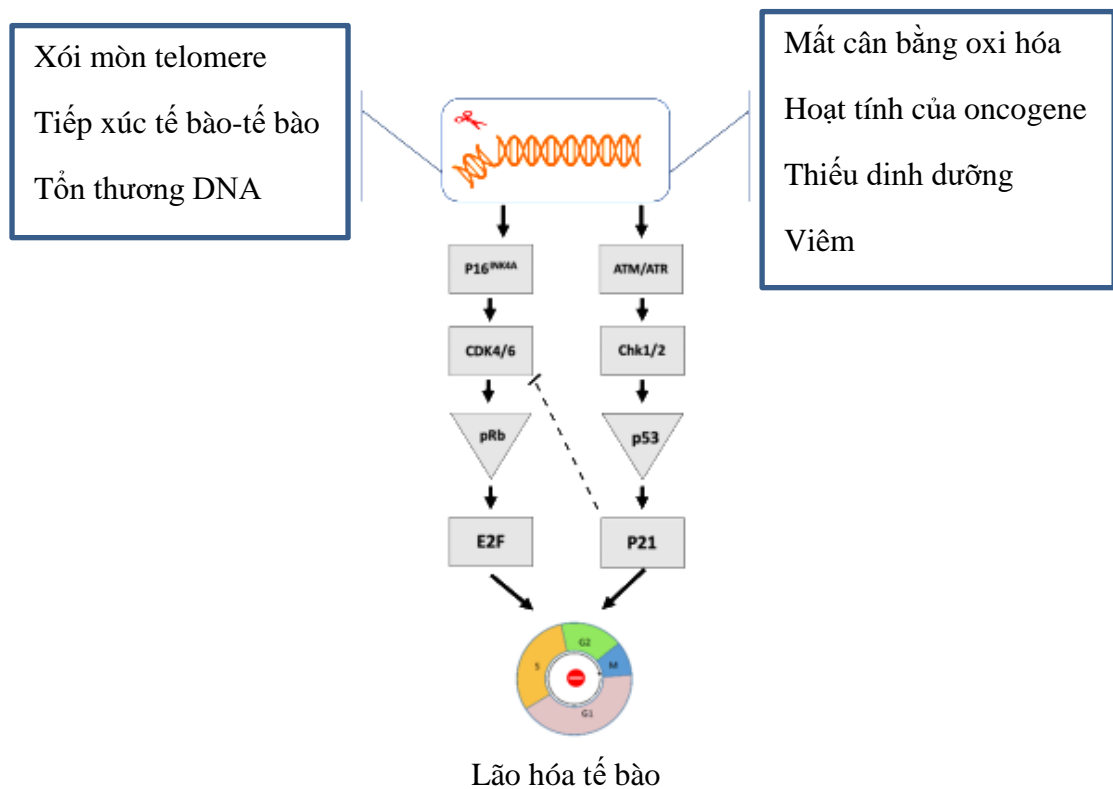 Xói mòn telomere
Tiếp xúc tế bào-tế bào
Tổn thương DNA
Mất cân bằng oxi hóa
Hoạt tính của oncogene
Thiếu dinh dưỡng
Viêm
P16INK4A
ATM/ATR
CDK4/6
Chk1/2
pRb
p53
E2F
P21
G2
S
M
G1
Lão hóa tế bào